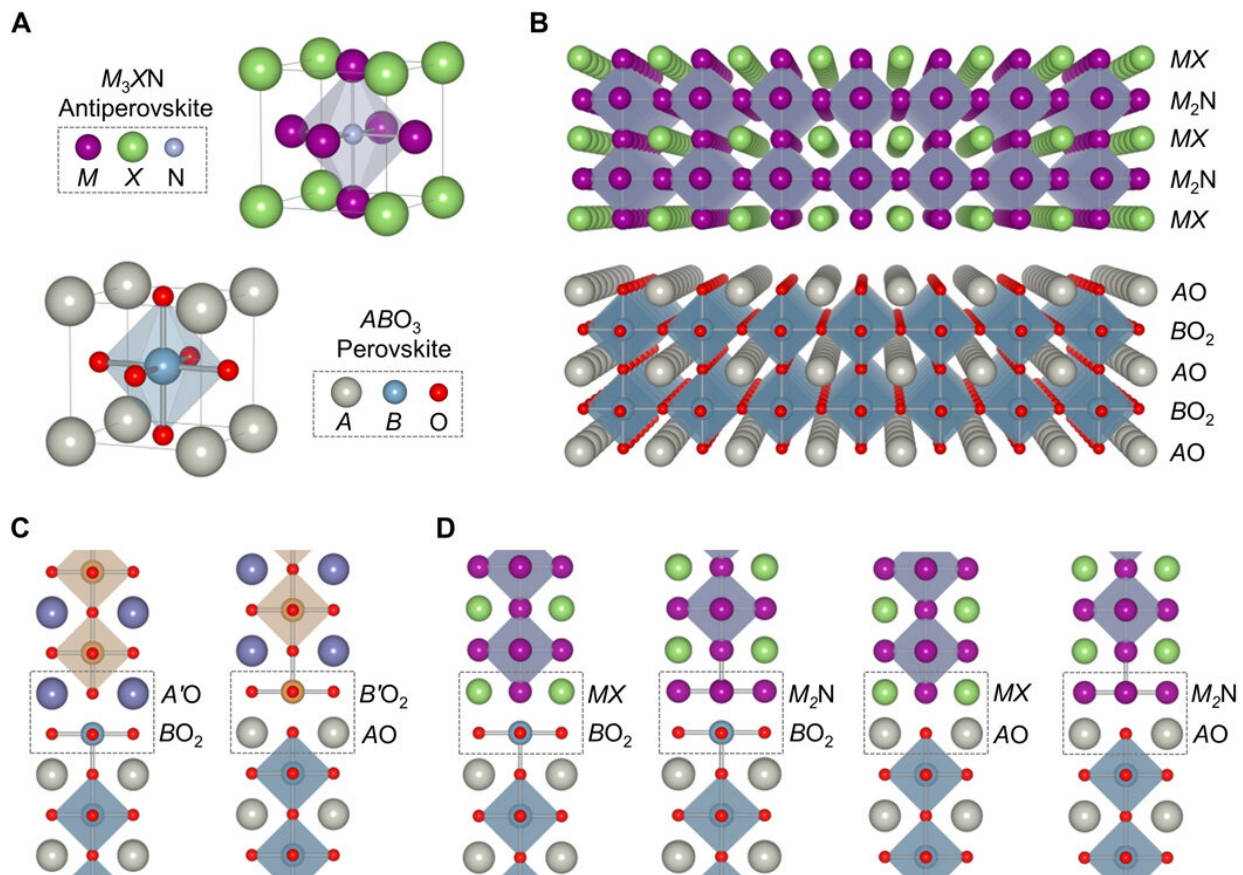 A
M₃XN
Antiperovskite
M X N
ABO₃
Perovskite
A B O
B
MX
M₂N
MX
M₂N
MX
AO
BO₂
AO
BO₂
AO
C
A′O
BO₂
B′O₂
AO
D
MX
BO₂
M₂N
BO₂
MX
AO
M₂N
AO